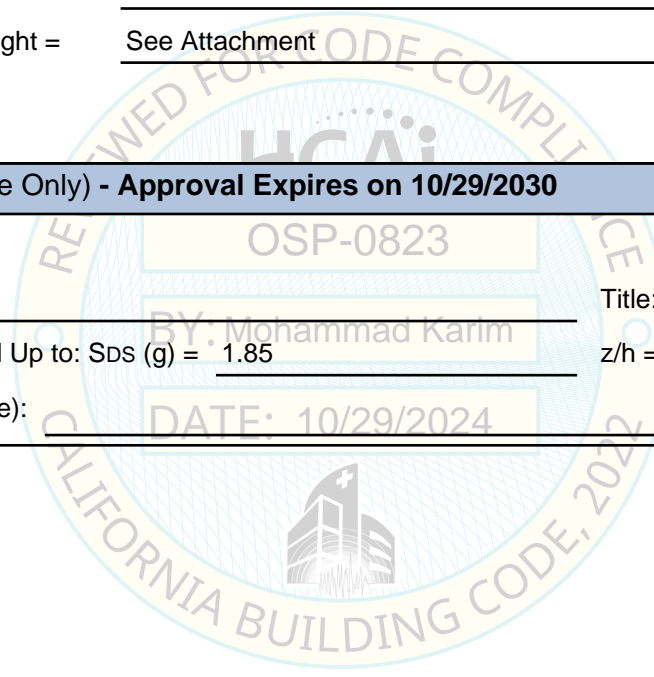 ght = See Attachment
REVIEWED FOR CODE COMPLIANCE
HCAi
e Only) - Approval Expires on 10/29/2030
OSP-0823
Title:
BY: Mohammad Karim
Up to: SDS (g) = 1.85 z/h =
e):
DATE: 10/29/2024
CALIFORNIA BUILDING CODE, 2022